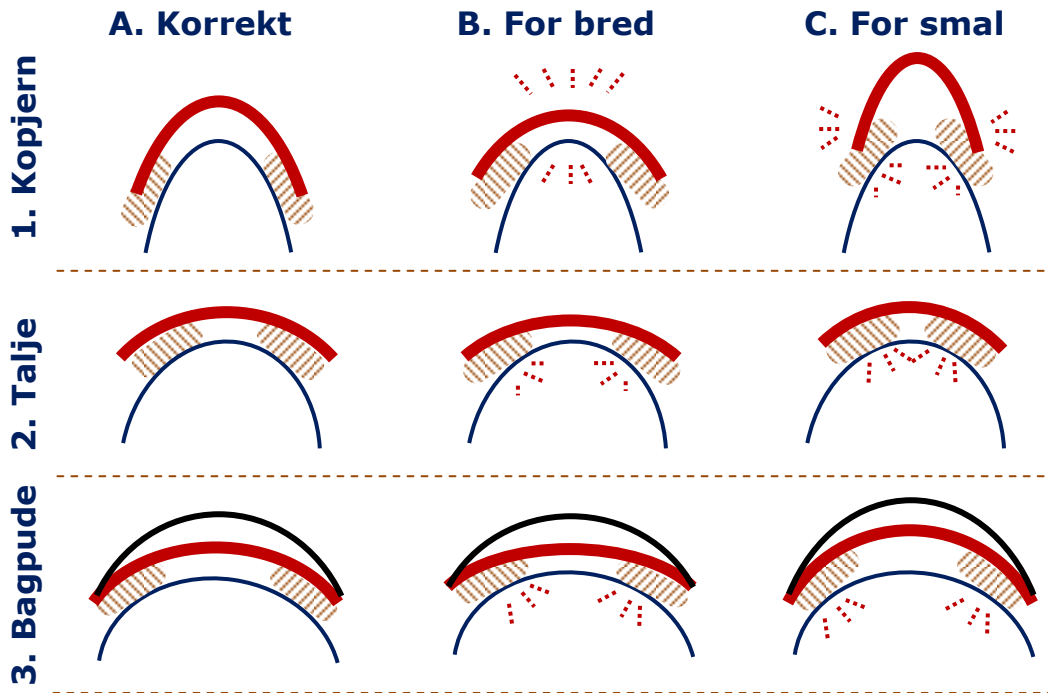 A. Korrekt
B. For bred
C. For smal
1. Kopjern
2. Talje
3. Bagpude